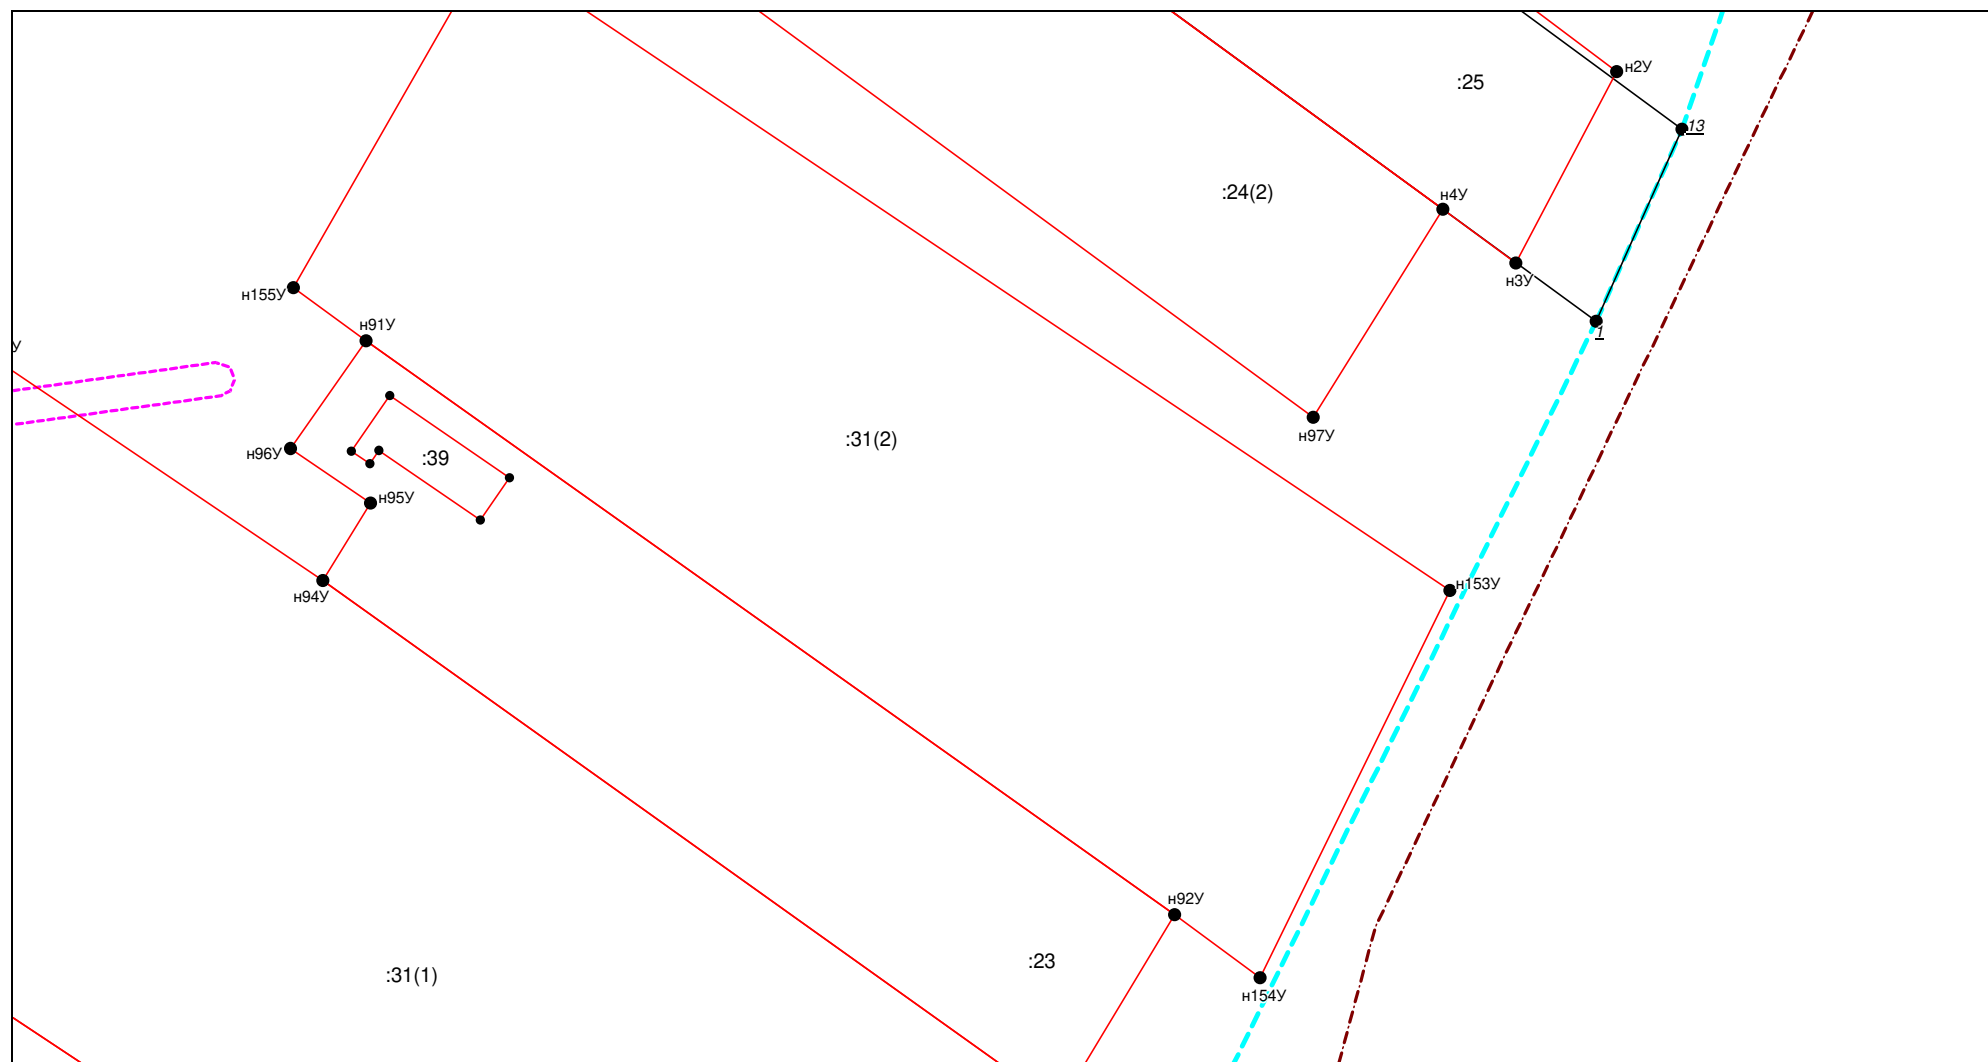 н2У
:25
13
:24(2)
н4У
н3У
н155У
н91У
1
У
н97У
:31(2)
н96У
:39
н95У
н153У
н94У
н92У
:23
:31(1)
н154У